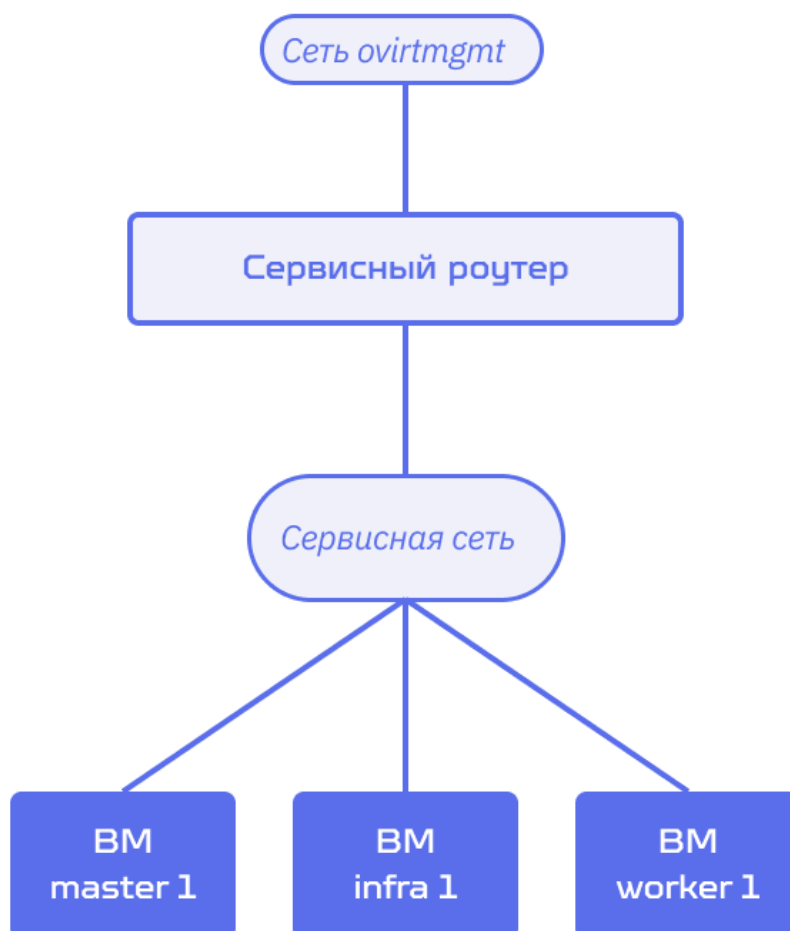 Сеть ovirtmgmt
Сервисный роутер
Сервисная сеть
ВМ
master 1
ВМ
infra 1
ВМ
worker 1